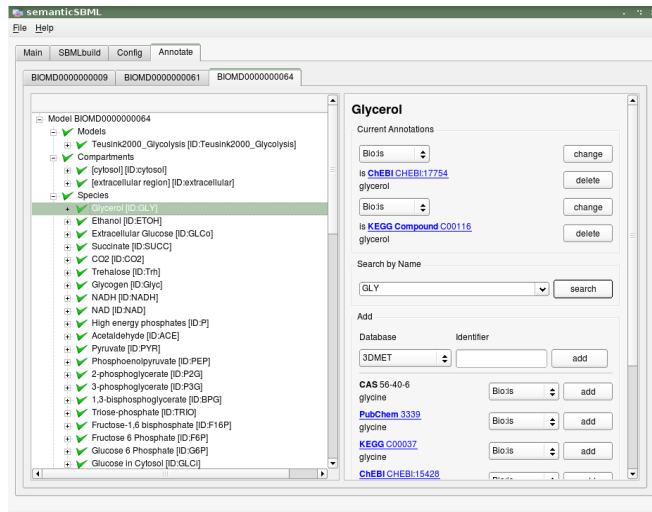 semanticSBML
File Help
Main SBMLbuild Config Annotate
BIOMD0000000009 BIOMD0000000061 BIOMD0000000064
Model BIOMD0000000064
Models
Teusink2000_Glycolysis [ID:Teusink2000_Glycolysis]
Compartments
[cytosol] [ID:cytosol]
[extracellular region] [ID:extracellular]
Species
Glycerol [ID:GLY]
Ethanol [ID:ETOH]
Extracellular Glucose [ID:GLCo]
Succinate [ID:SUCC]
CO2 [ID:CO2]
Trehalose [ID:Trh]
Glycogen [ID:Glyc]
NADH [ID:NADH]
NAD [ID:NAD]
High energy phosphates [ID:P]
Acetaldehyde [ID:ACE]
Pyruvate [ID:PYR]
Phosphoenolpyruvate [ID:PEP]
2-phosphoglycerate [ID:P2G]
3-phosphoglycerate [ID:P3G]
1,3-bisphosphoglycerate [ID:BPG]
Triose-phosphate [ID:TRIO]
Fructose-1,6 bisphosphate [ID:F16P]
Fructose 6 Phosphate [ID:F6P]
Glucose 6 Phosphate [ID:G6P]
Glucose in Cytosol [ID:GLCi]
Glycerol
Current Annotations
Bio:is change
is ChEBI CHEBI:17754
glycerol
delete
Bio:is change
is KEGG Compound C00116
glycerol
delete
Search by Name
GLY search
Add
Database Identifier
3DMET add
CAS 56-40-6
glycine
Bio:is add
PubChem 3339
glycine
Bio:is add
KEGG C00037
glycine
Bio:is add
ChEBI CHEBI:15428